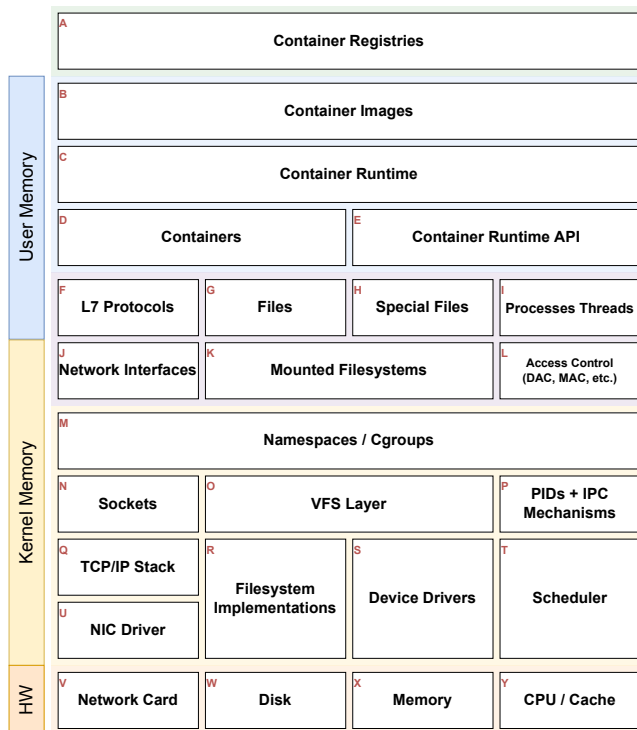 A
Container Registries
User Memory
B
Container Images
C
Container Runtime
D
Containers
E
Container Runtime API
F
L7 Protocols
G
Files
H
Special Files
I
Processes Threads
Kernel Memory
J
Network Interfaces
K
Mounted Filesystems
L
Access Control
(DAC, MAC, etc.)
M
Namespaces / Cgroups
N
Sockets
O
VFS Layer
P
PIDs + IPC
Mechanisms
Q
TCP/IP Stack
R
Filesystem
Implementations
S
Device Drivers
T
Scheduler
U
NIC Driver
HW
V
Network Card
W
Disk
X
Memory
Y
CPU / Cache